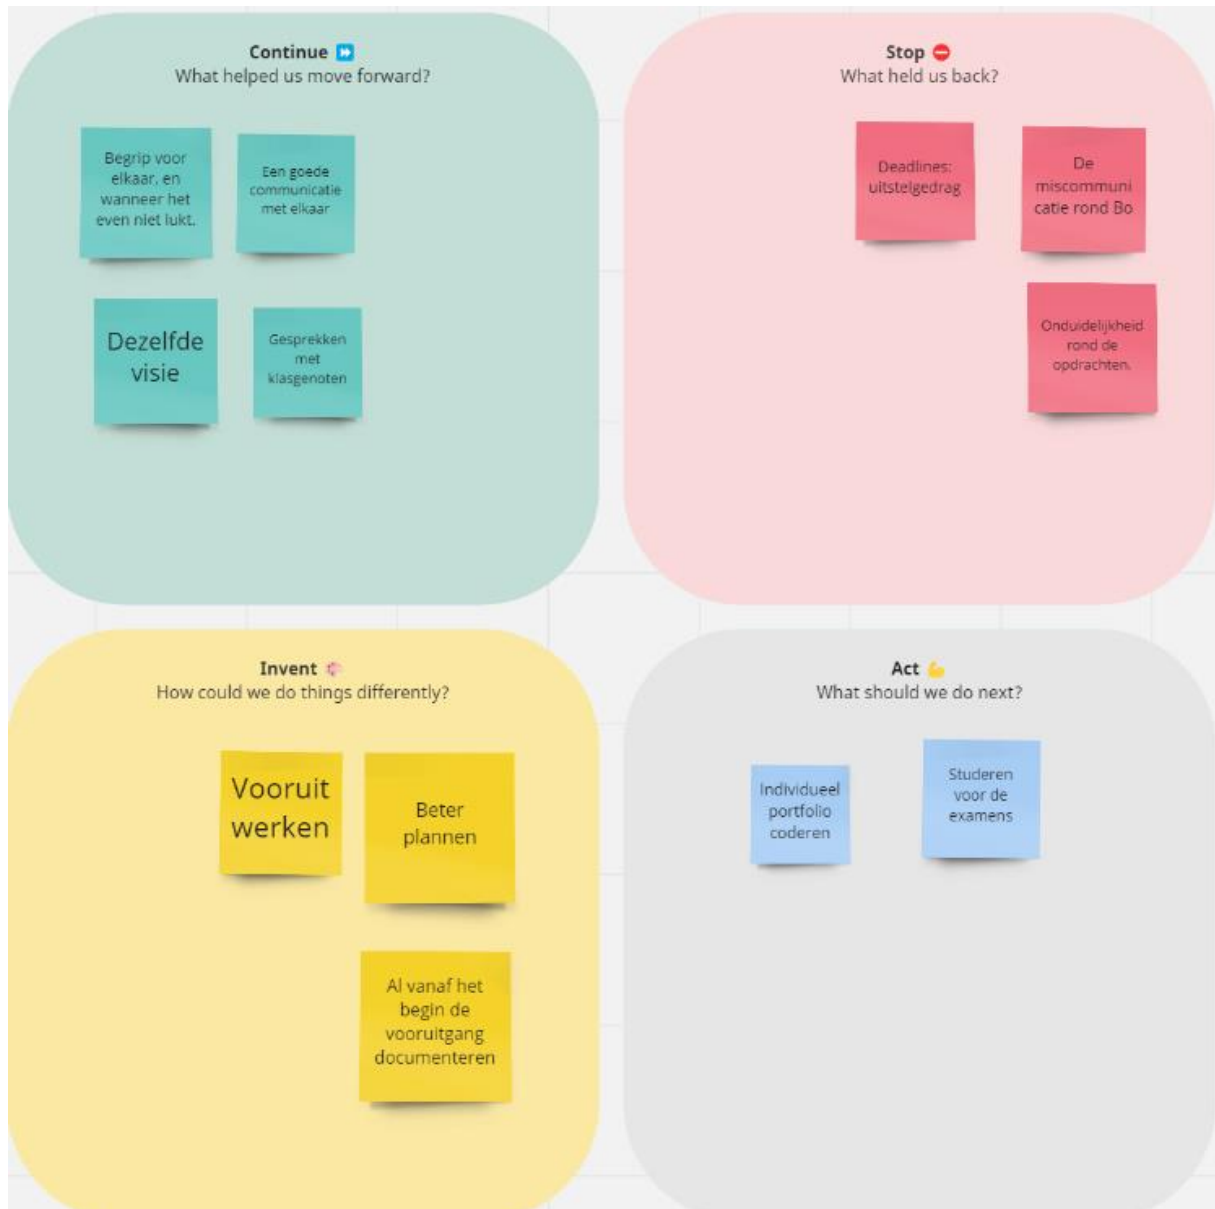 Continue ⏩
What helped us move forward?
Begrip voor
elkaar, en
wanneer het
even niet lukt.
Een goede
communicatie
met elkaar
Dezelfde
visie
Gesprekken
met
klasgenoten
Stop ⛔
What held us back?
Deadlines:
uitstelgedrag
De
miscommuni
catie rond Bo
Onduidelijkheid
rond de
opdrachten.
Invent
How could we do things differently?
Vooruit
werken
Beter
plannen
Al vanaf het
begin de
vooruitgang
documenteren
Act 💪
What should we do next?
Individueel
portfolio
coderen
Studeren
voor de
examens